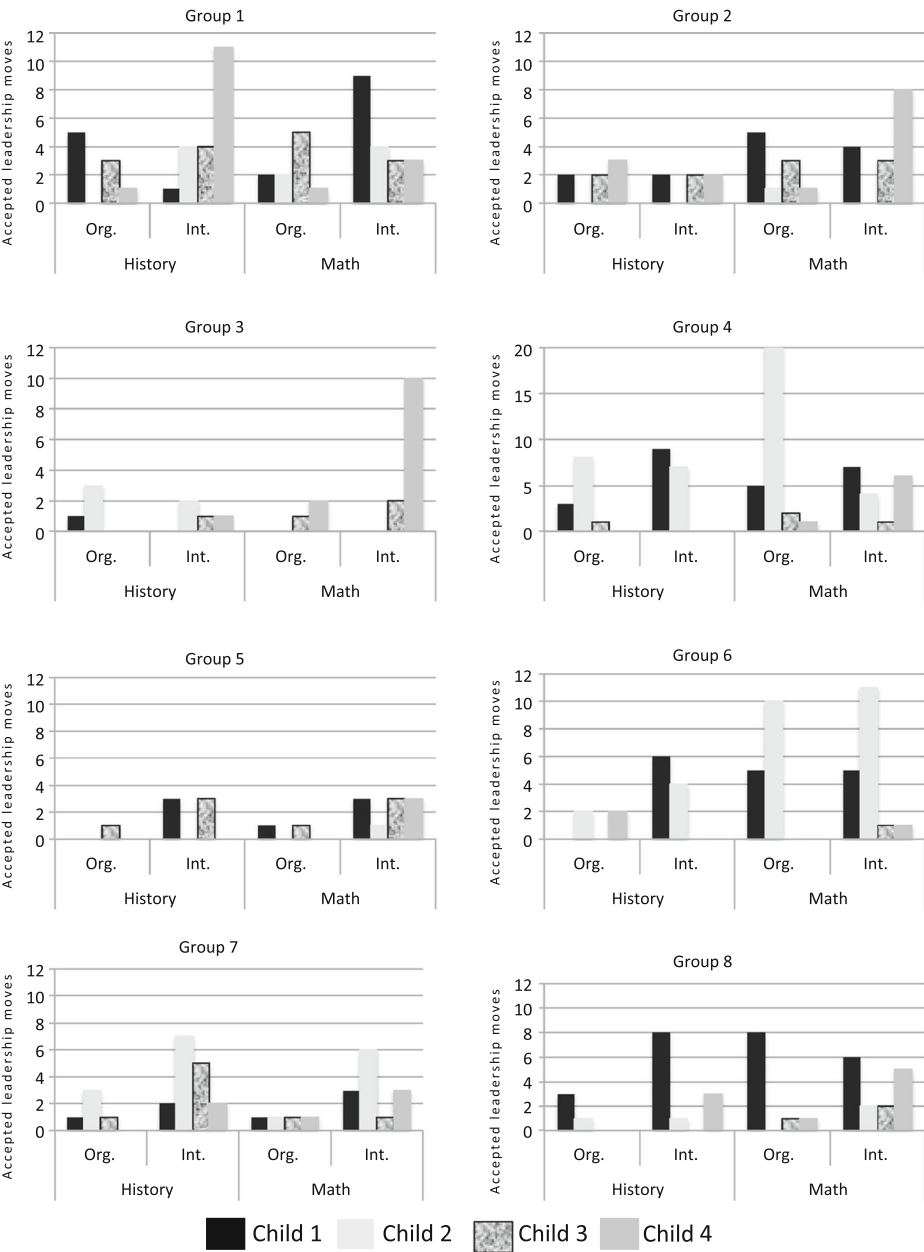 Group 1
Accepted leadership moves
12
10
8
6
4
2
0
Org. Int. Org. Int.
History Math
Group 2
Accepted leadership moves
12
10
8
6
4
2
0
Org. Int. Org. Int.
History Math
Group 3
Accepted leadership moves
12
10
8
6
4
2
0
Org. Int. Org. Int.
History Math
Group 4
Accepted leadership moves
20
15
10
5
0
Org. Int. Org. Int.
History Math
Group 5
Accepted leadership moves
12
10
8
6
4
2
0
Org. Int. Org. Int.
History Math
Group 6
Accepted leadership moves
12
10
8
6
4
2
0
Org. Int. Org. Int.
History Math
Group 7
Accepted leadership moves
12
10
8
6
4
2
0
Org. Int. Org. Int.
History Math
Group 8
Accepted leadership moves
12
10
8
6
4
2
0
Org. Int. Org. Int.
History Math
Child 1 Child 2 Child 3 Child 4